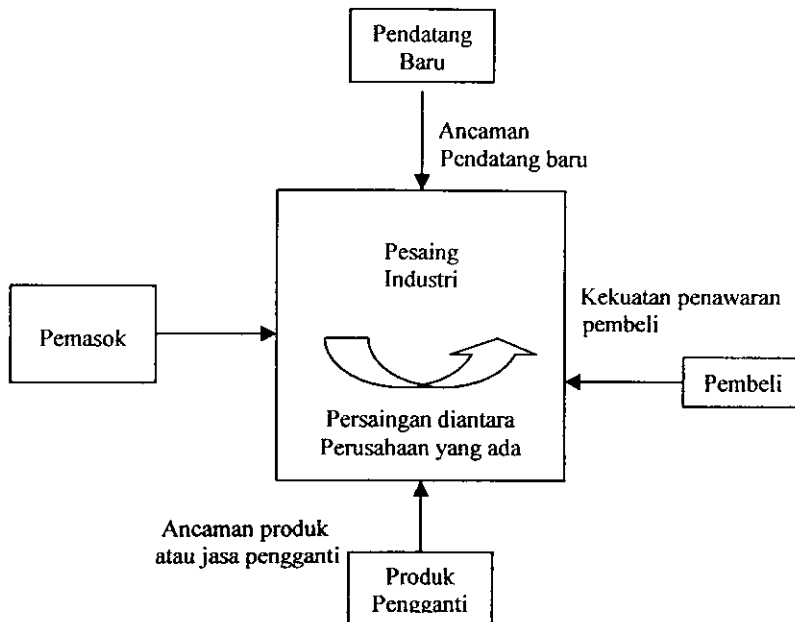 Pendatang
Baru
Ancaman
Pendatang baru
Pesaing
Industri
Kekuatan penawaran
pembeli
Pemasok
Pembeli
Persaingan diantara
Perusahaan yang ada
Ancaman produk
atau jasa pengganti
Produk
Pengganti